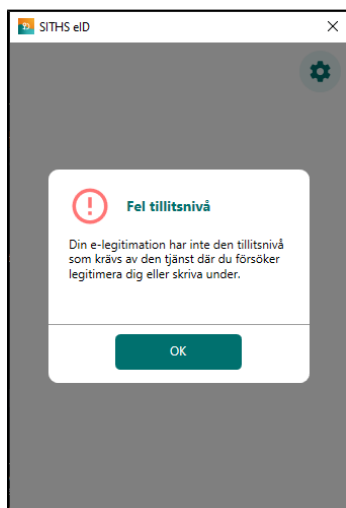 SITHS eID
Fel tillitsnivå
Din e-legitimation har inte den tillitsnivå
som krävs av den tjänst där du försöker
legitimera dig eller skriva under.
OK